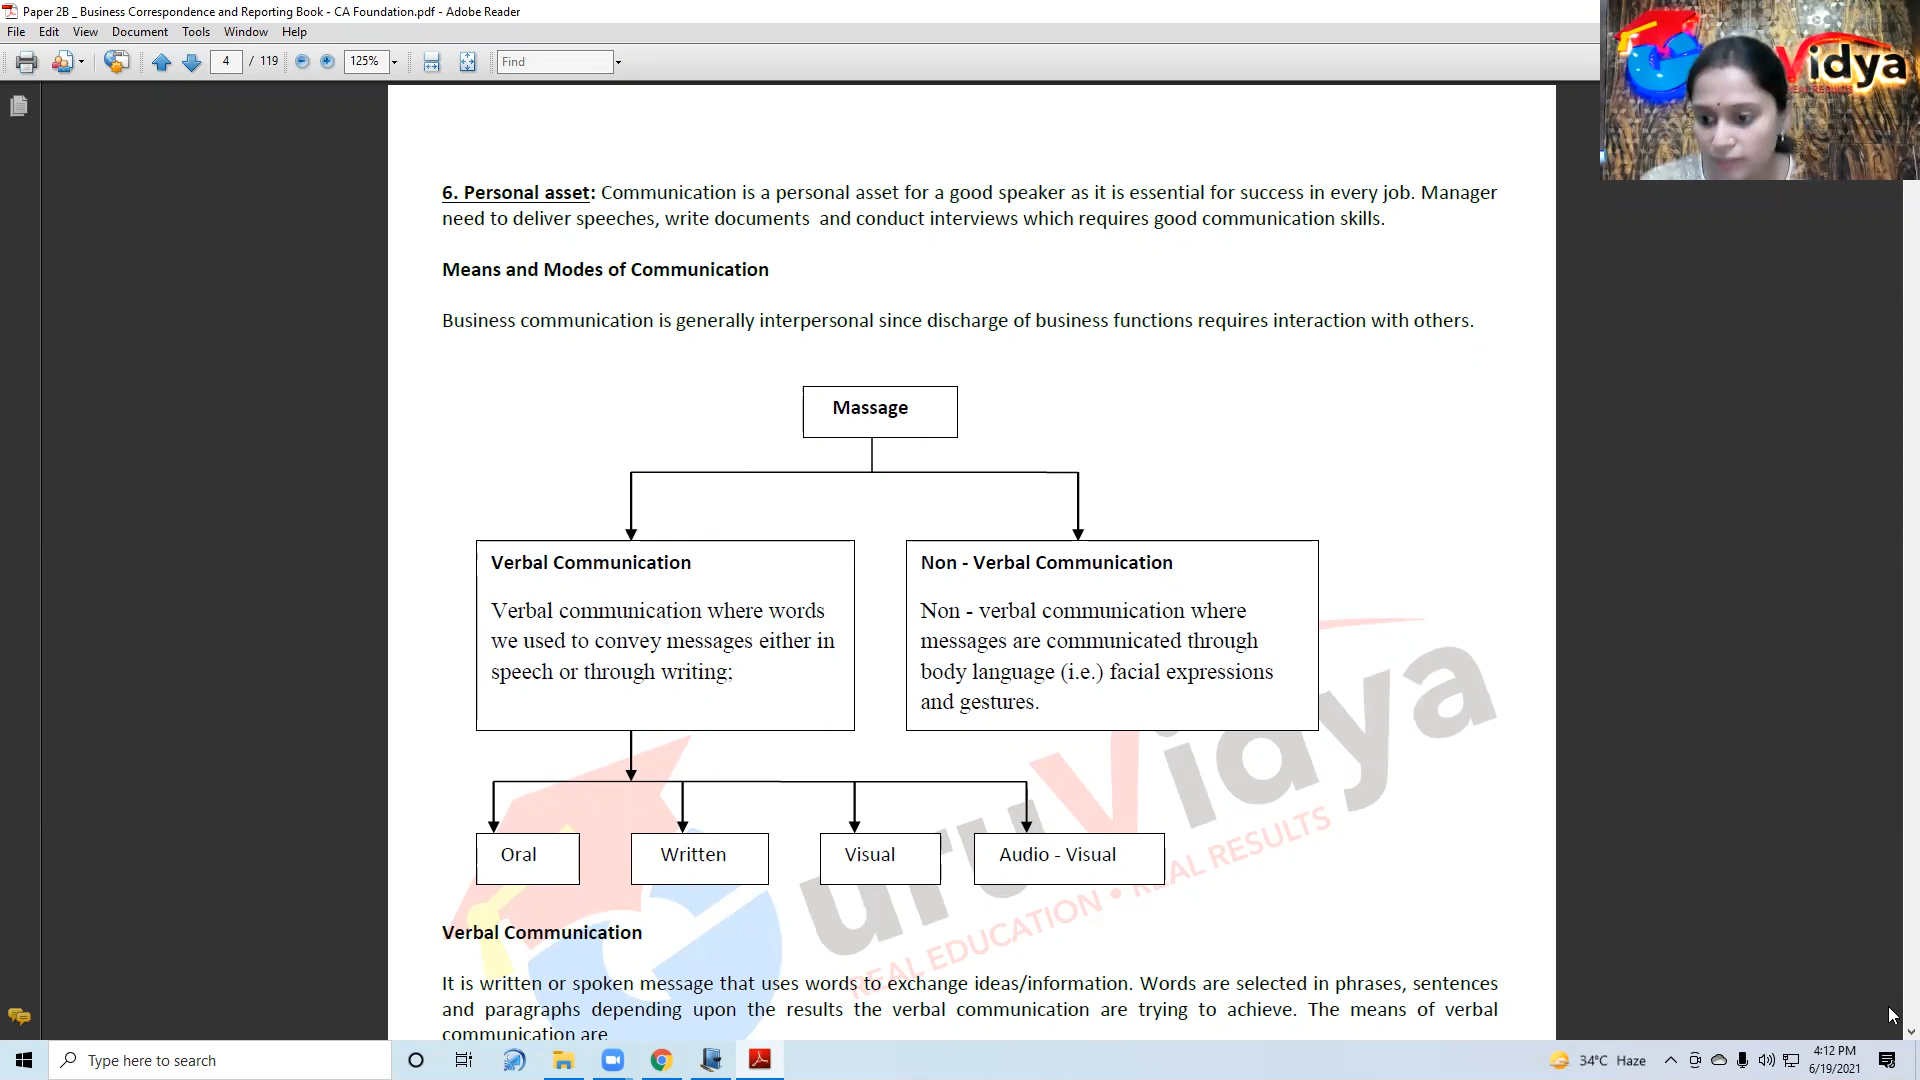 Paper 2B _ Business Correspondence and Reporting Book - CA Foundation.pdf - Adobe Reader
File Edit View Document Tools Window Help
4 / 119 125% Find
Vidya
REAL RESULTS
6. Personal asset: Communication is a personal asset for a good speaker as it is essential for success in every job. Manager
need to deliver speeches, write documents and conduct interviews which requires good communication skills.
Means and Modes of Communication
Business communication is generally interpersonal since discharge of business functions requires interaction with others.
Massage
Verbal Communication
Verbal communication where words
we used to convey messages either in
speech or through writing;
Non - Verbal Communication
Non - verbal communication where
messages are communicated through
body language (i.e.) facial expressions
and gestures.
Oral Written Visual Audio - Visual
uruVidya
REAL EDUCATION • REAL RESULTS
Verbal Communication
It is written or spoken message that uses words to exchange ideas/information. Words are selected in phrases, sentences
and paragraphs depending upon the results the verbal communication are trying to achieve. The means of verbal
communication are
Type here to search
34°C Haze
4:12 PM
6/19/2021